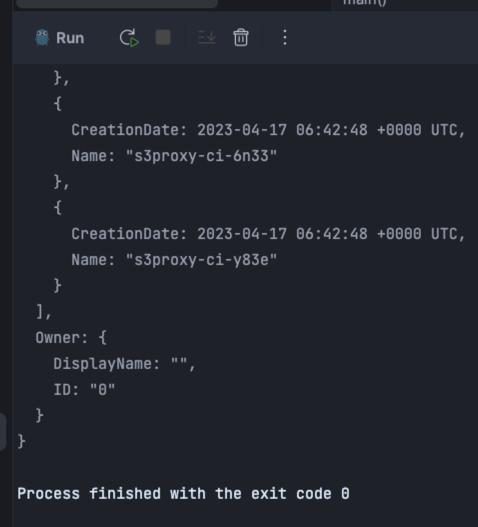 main()
Run
},
{
CreationDate: 2023-04-17 06:42:48 +0000 UTC,
Name: "s3proxy-ci-6n33"
},
{
CreationDate: 2023-04-17 06:42:48 +0000 UTC,
Name: "s3proxy-ci-y83e"
}
],
Owner: {
DisplayName: "",
ID: "0"
}
}
Process finished with the exit code 0